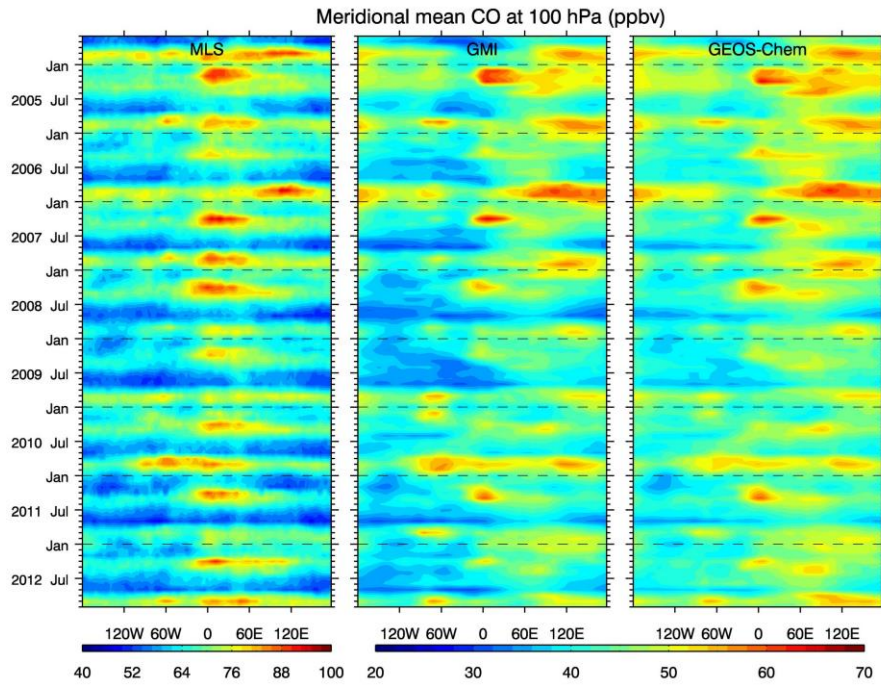 Meridional mean CO at 100 hPa (ppbv)
MLS GMI GEOS-Chem
Jan
2005 Jul
Jan
2006 Jul
Jan
2007 Jul
Jan
2008 Jul
Jan
2009 Jul
Jan
2010 Jul
Jan
2011 Jul
Jan
2012 Jul
120W 60W 0 60E 120E 120W 60W 0 60E 120E 120W 60W 0 60E 120E
40 52 64 76 88 100 20 30 40 50 60 70